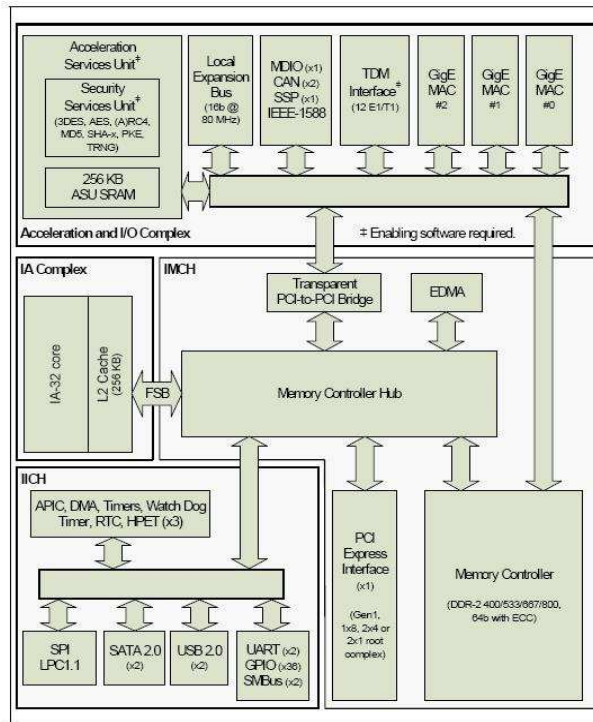 Acceleration
Services Unit‡
Security
Services Unit‡
(3DES, AES, (A)RC4,
MD5, SHA-x, PKE,
TRNG)
256 KB
ASU SRAM
Local
Expansion
Bus
(16b @
80 MHz)
MDIO (x1)
CAN (x2)
SSP (x1)
IEEE-1588
TDM
Interface‡
(12 E1/T1)
GigE
MAC
#2
GigE
MAC
#1
GigE
MAC
#0
Acceleration and I/O Complex
‡ Enabling software required.
IA Complex
IA-32 core
L2 Cache
(256 KB)
FSB
IMCH
Transparent
PCI-to-PCI Bridge
EDMA
Memory Controller Hub
IICH
APIC, DMA, Timers, Watch Dog
Timer, RTC, HPET (x3)
SPI
LPC1.1
SATA 2.0
(x2)
USB 2.0
(x2)
UART (x2)
GPIO (x36)
SMBus (x2)
PCI
Express
Interface
(x1)
(Gen1,
1x8, 2x4 or
2x1 root
complex)
Memory Controller
(DDR-2 400/533/667/800,
64b with ECC)